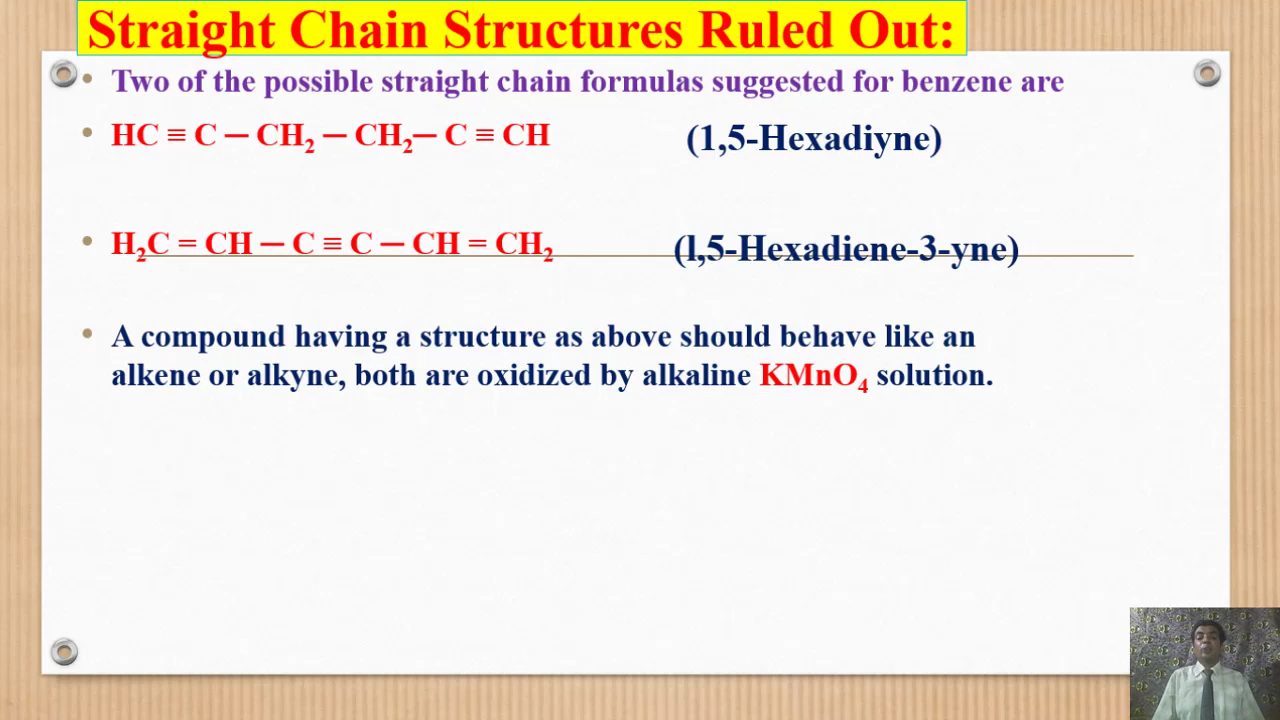 Straight Chain Structures Ruled Out:
• Two of the possible straight chain formulas suggested for benzene are
• HC ≡ C — CH₂ — CH₂— C ≡ CH (1,5-Hexadiyne)
• H₂C = CH — C ≡ C — CH = CH₂ (l,5-Hexadiene-3-yne)
• A compound having a structure as above should behave like an
alkene or alkyne, both are oxidized by alkaline KMnO₄ solution.